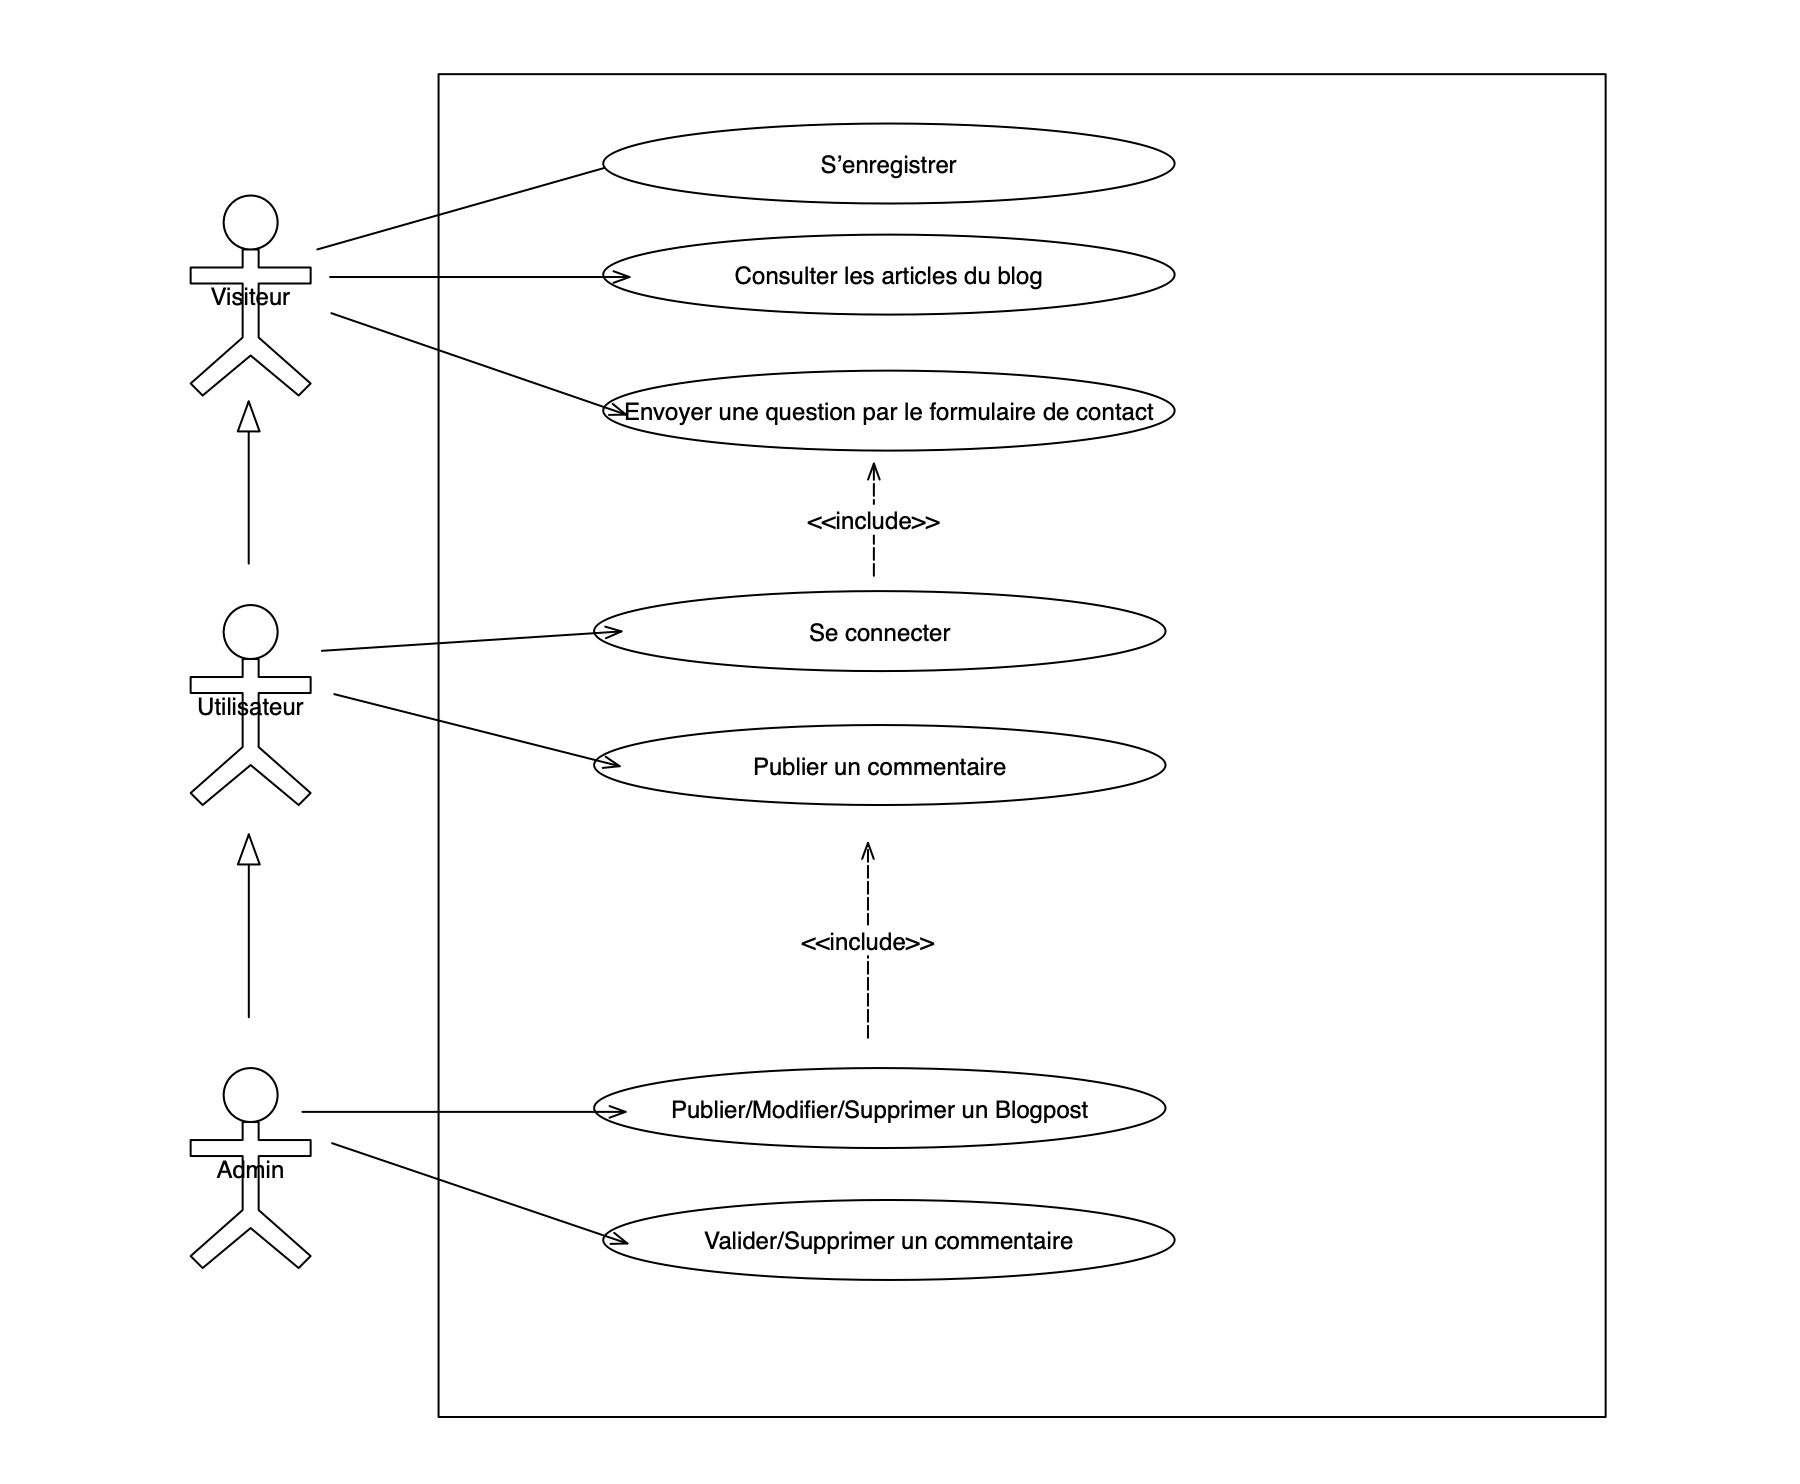 S’enregistrer
Visiteur
Consulter les articles du blog
Envoyer une question par le formulaire de contact
<<include>>
Utilisateur
Se connecter
Publier un commentaire
<<include>>
Admin
Publier/Modifier/Supprimer un Blogpost
Valider/Supprimer un commentaire